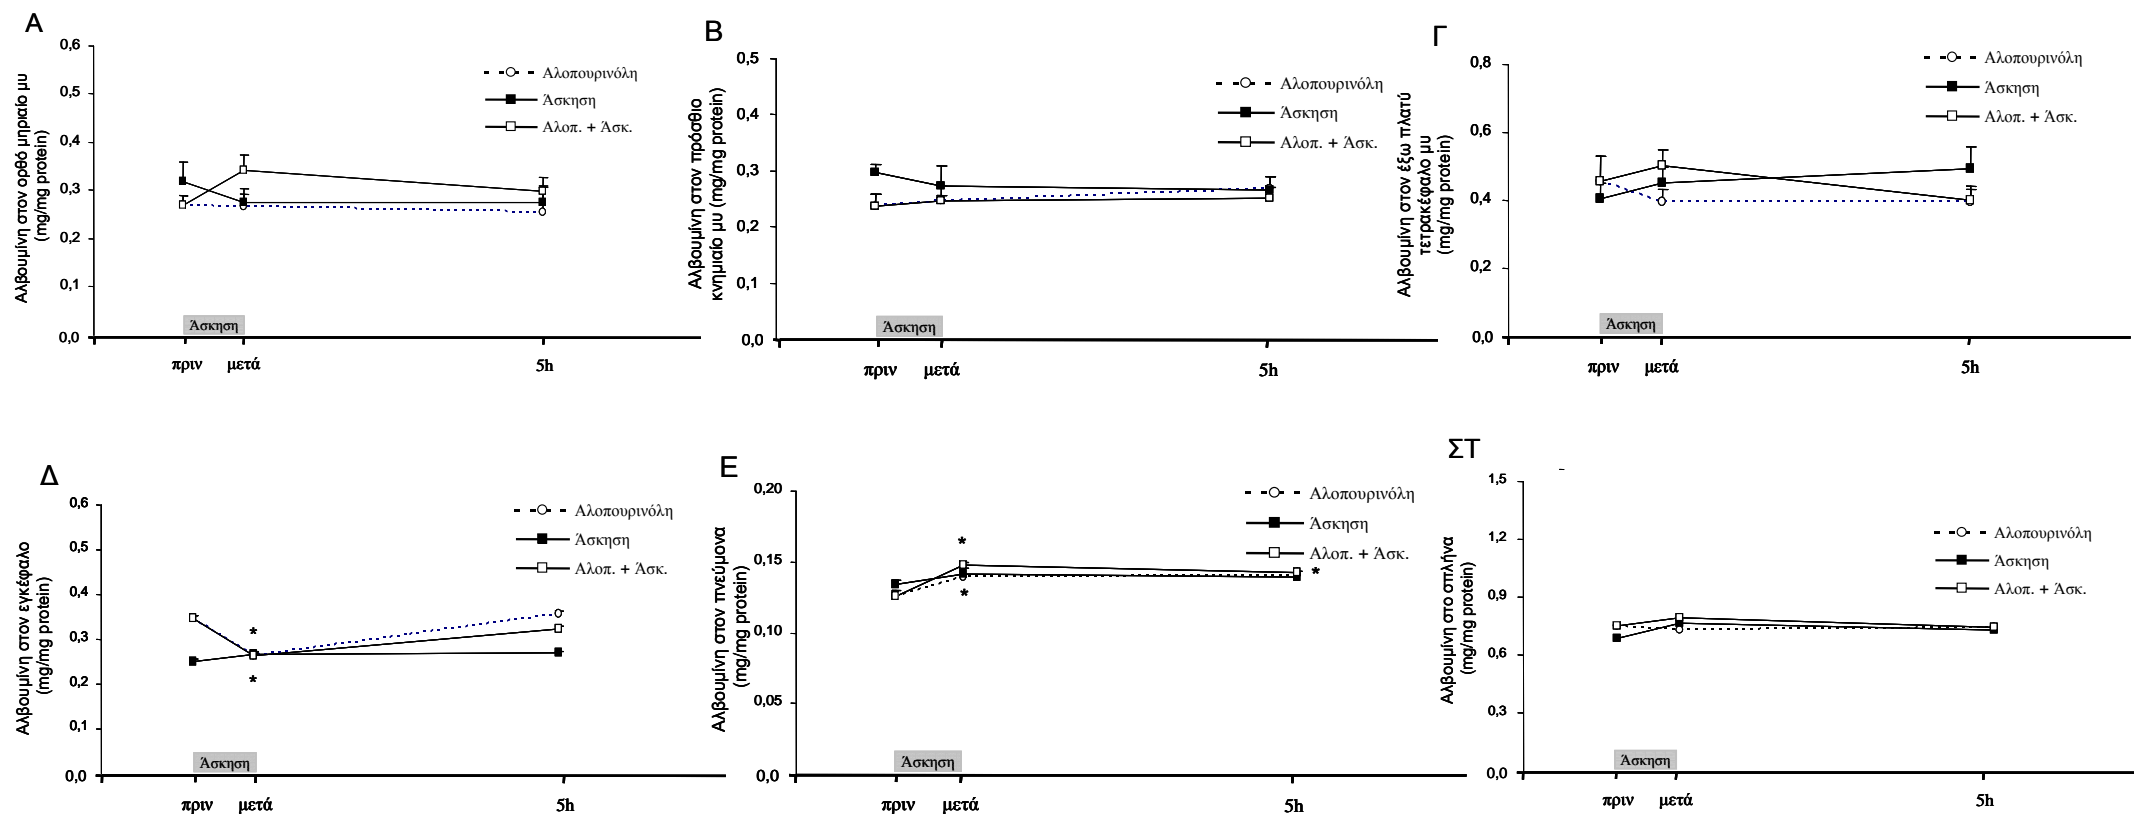 Α
Αλβουμίνη στον ορθό μηριαίο μυ
(mg/mg protein)
0,6
0,5
0,4
0,3
0,2
0,1
0,0
Αλοπουρινόλη
Άσκηση
Αλοπ. + Άσκ.
Άσκηση
πριν μετά 5h
Β
Αλβουμίνη στον πρόσθιο
κνημιαίο μυ (mg/mg protein)
0,5
0,4
0,3
0,2
0,1
0,0
Αλοπουρινόλη
Άσκηση
Αλοπ. + Άσκ.
Άσκηση
πριν μετά 5h
Γ
Αλβουμίνη στον έξω πλατύ
τετρακέφαλο μυ
(mg/mg protein)
0,8
0,6
0,4
0,2
0,0
Αλοπουρινόλη
Άσκηση
Αλοπ. + Άσκ.
Άσκηση
πριν μετά 5h
Δ
Αλβουμίνη στον εγκέφαλο
(mg/mg protein)
0,6
0,5
0,4
0,3
0,2
0,1
0,0
Αλοπουρινόλη
Άσκηση
Αλοπ. + Άσκ.
*
*
Άσκηση
πριν μετά 5h
Ε
Αλβουμίνη στον πνεύμονα
(mg/mg protein)
0,20
0,15
0,10
0,05
0,0
Αλοπουρινόλη
Άσκηση
Αλοπ. + Άσκ.
*
*
*
Άσκηση
πριν μετά 5h
ΣΤ
Αλβουμίνη στο σπλήνα
(mg/mg protein)
1,5
1,2
0,9
0,6
0,3
0,0
Αλοπουρινόλη
Άσκηση
Αλοπ. + Άσκ.
Άσκηση
πριν μετά 5h